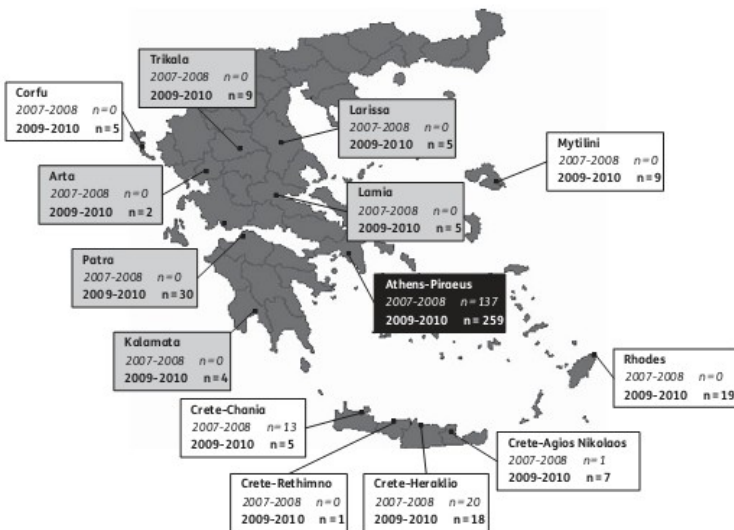 Trikala
2007-2008 n=0
2009-2010 n=9
Corfu
2007-2008 n=0
2009-2010 n=5
Larissa
2007-2008 n=0
2009-2010 n=5
Mytilini
2007-2008 n=0
2009-2010 n=9
Arta
2007-2008 n=0
2009-2010 n=2
Lamia
2007-2008 n=0
2009-2010 n=5
Patra
2007-2008 n=0
2009-2010 n=30
Athens-Piraeus
2007-2008 n=137
2009-2010 n=259
Kalamata
2007-2008 n=0
2009-2010 n=4
Rhodes
2007-2008 n=0
2009-2010 n=19
Crete-Chania
2007-2008 n=13
2009-2010 n=5
Crete-Agios Nikolaos
2007-2008 n=1
2009-2010 n=7
Crete-Rethimno
2007-2008 n=0
2009-2010 n=1
Crete-Heraklio
2007-2008 n=20
2009-2010 n=18